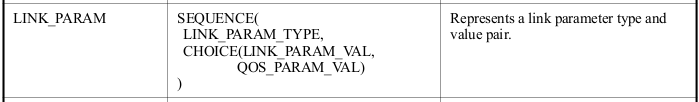 LINK_PARAM
SEQUENCE(
LINK_PARAM_TYPE,
CHOICE(LINK_PARAM_VAL,
QOS_PARAM_VAL)
)
Represents a link parameter type and
value pair.